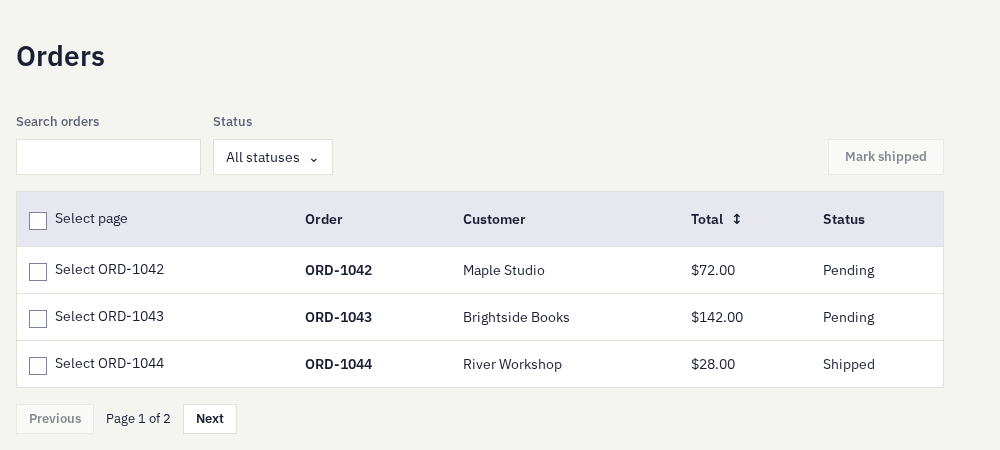 Orders
Search orders Status
All statuses Mark shipped
Select page Order Customer Total ↕ Status
Select ORD-1042 ORD-1042 Maple Studio $72.00 Pending
Select ORD-1043 ORD-1043 Brightside Books $142.00 Pending
Select ORD-1044 ORD-1044 River Workshop $28.00 Shipped
Previous Page 1 of 2 Next